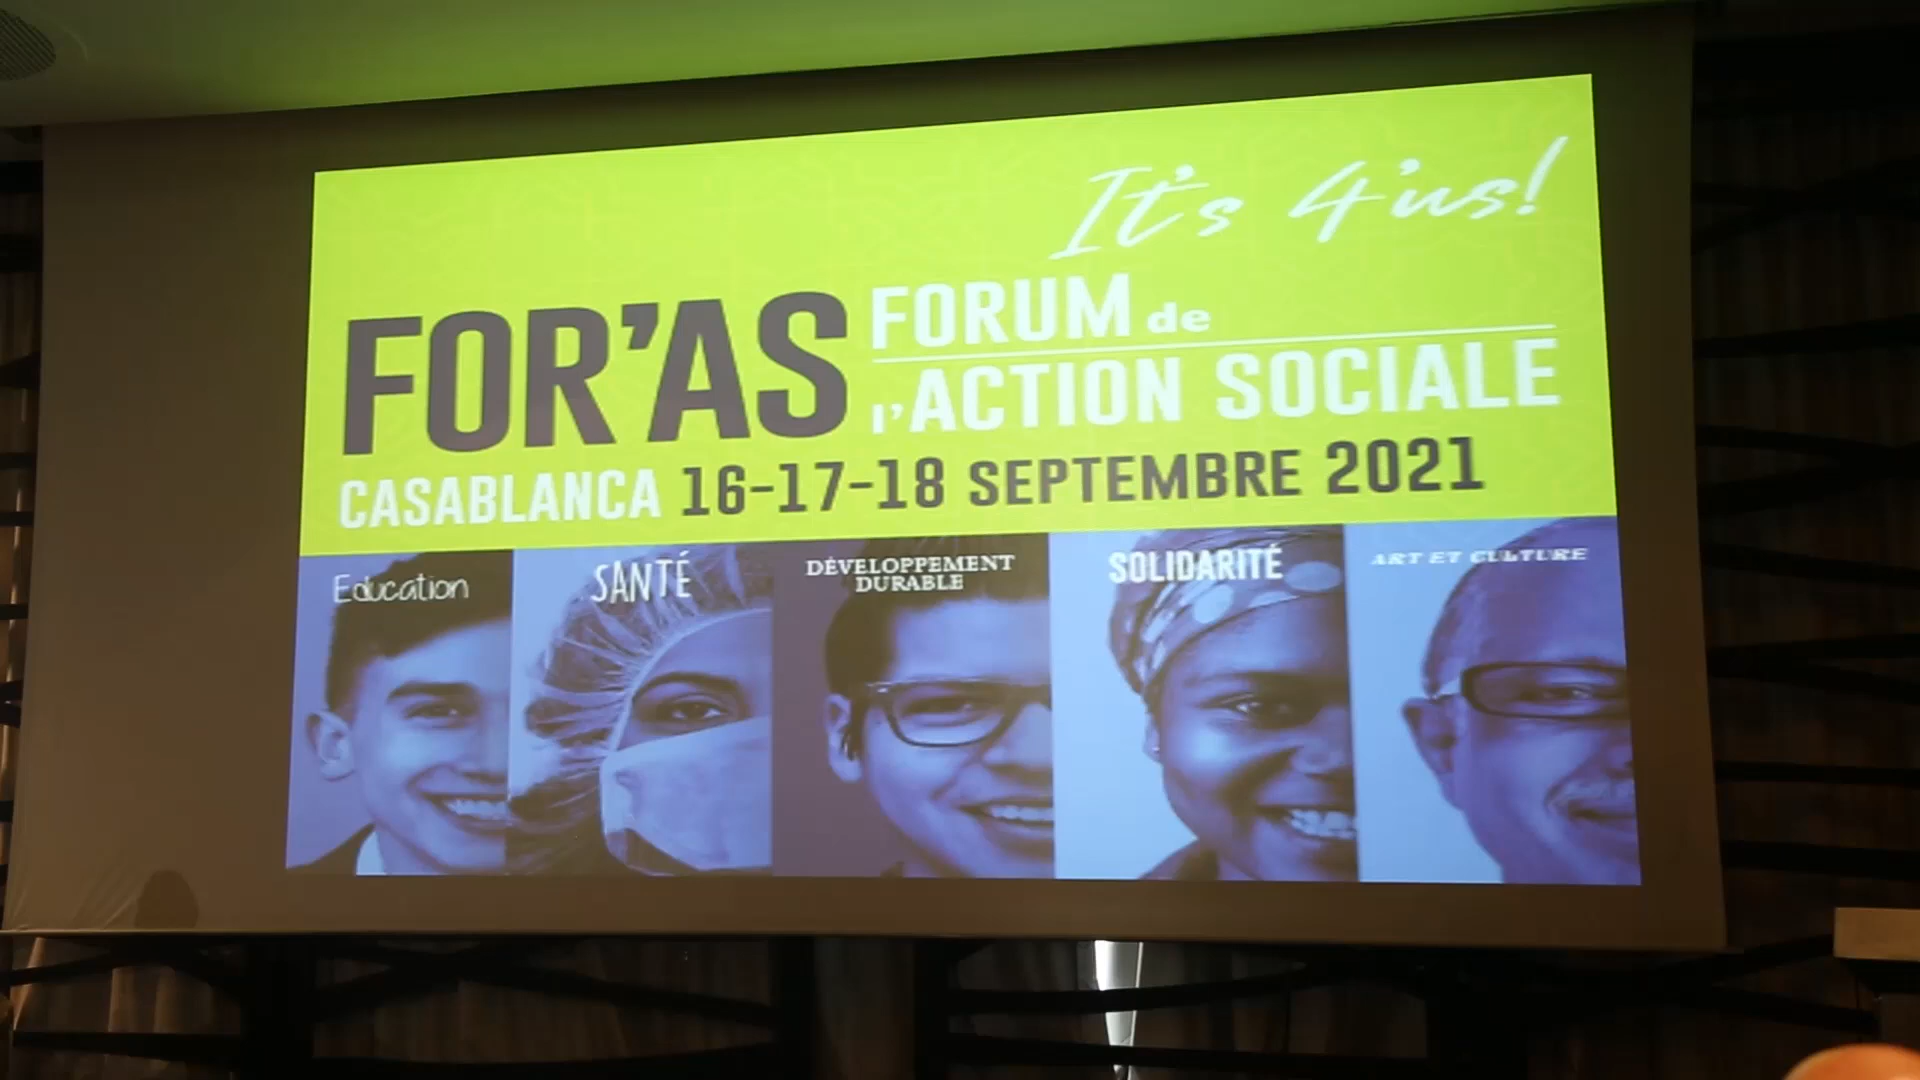 It's 4'us!
FOR'AS
FORUM de
l'ACTION SOCIALE
CASABLANCA 16-17-18 SEPTEMBRE 2021
Education
SANTÉ
DÉVELOPPEMENT
DURABLE
SOLIDARITÉ
ART ET CULTURE